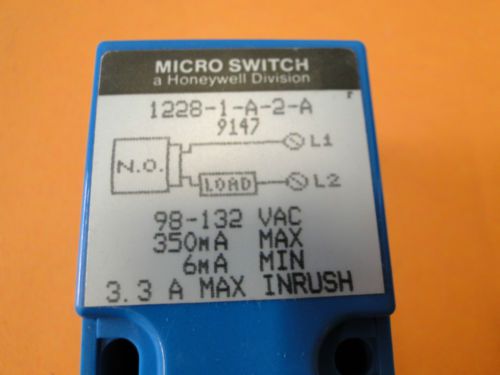 MICRO SWITCH
a Honeywell Division
1228-1-A-2-A
9147
N.O.
L1
LOAD
L2
98-132 VAC
350mA MAX
6mA MIN
3.3 A MAX INRUSH